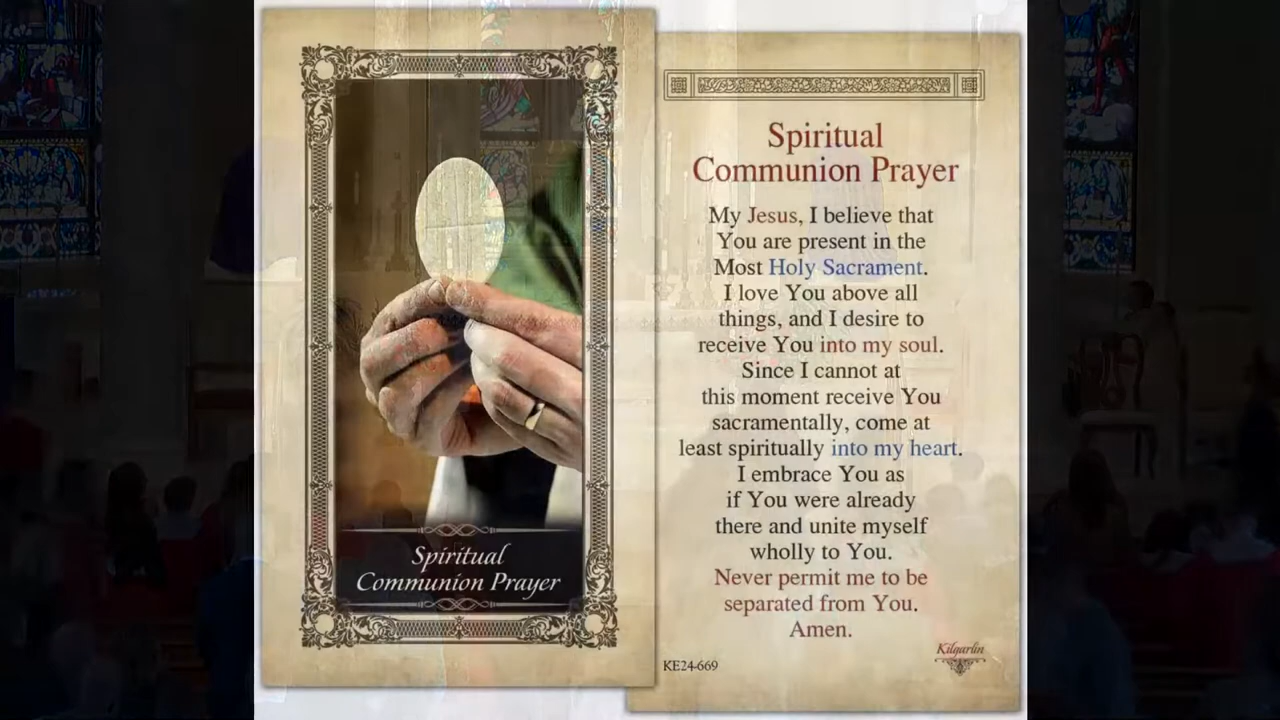 Spiritual
Communion Prayer
Spiritual
Communion Prayer
My Jesus, I believe that
You are present in the
Most Holy Sacrament.
I love You above all
things, and I desire to
receive You into my soul.
Since I cannot at
this moment receive You
sacramentally, come at
least spiritually into my heart.
I embrace You as
if You were already
there and unite myself
wholly to You.
Never permit me to be
separated from You.
Amen.
KE24-669
Kilgarlin